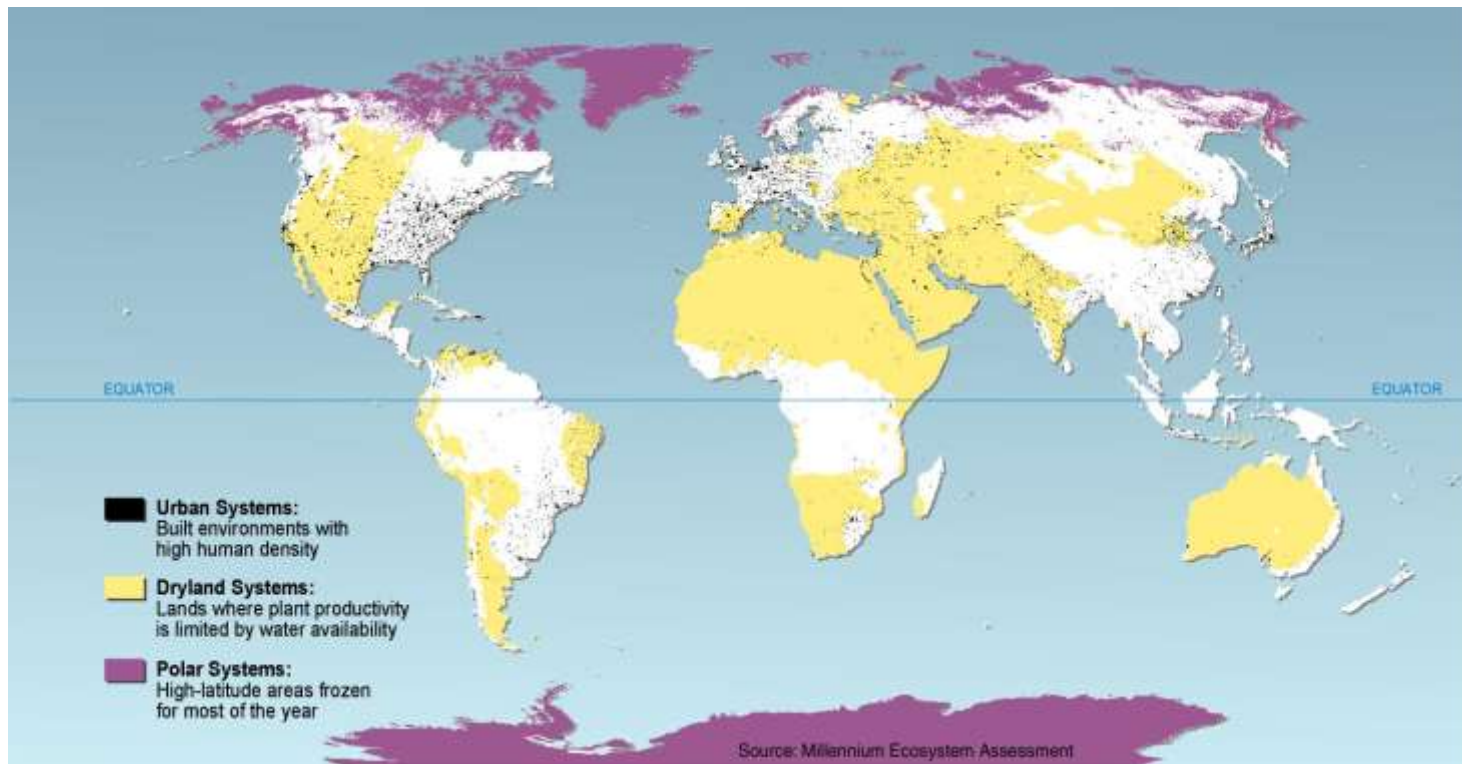 EQUATOR
EQUATOR
Urban Systems:
Built environments with
high human density
Dryland Systems:
Lands where plant productivity
is limited by water availability
Polar Systems:
High-latitude areas frozen
for most of the year
Source: Millennium Ecosystem Assessment